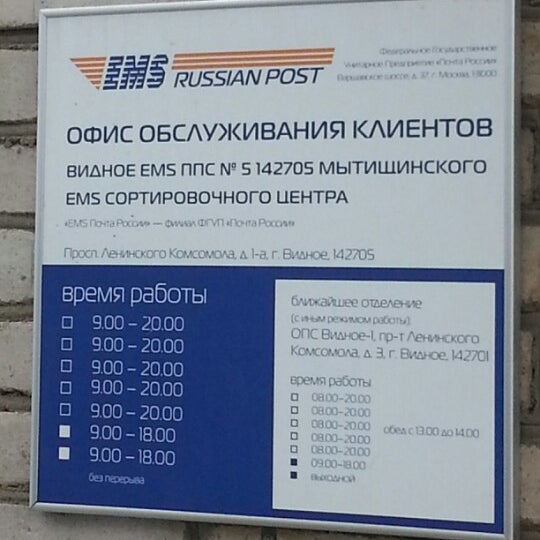 EMS RUSSIAN POST
Федеральное Государственное
Унитарное Предприятие «Почта России»
Варшавское шоссе, д. 37, г. Москва, 131000
ОФИС ОБСЛУЖИВАНИЯ КЛИЕНТОВ
ВИДНОЕ EMS ППС № 5 142705 МЫТИЩИНСКОГО
EMS СОРТИРОВОЧНОГО ЦЕНТРА
«EMS Почта России» — филиал ФГУП «Почта России»
Просп. Ленинского Комсомола, д. 1-а, г. Видное, 142705
время работы
9.00 – 20.00
9.00 – 20.00
9.00 – 20.00
9.00 – 20.00
9.00 – 20.00
9.00 – 18.00
9.00 – 18.00
без перерыва
ближайшее отделение
(с иным режимом работы):
ОПС Видное-1, пр-т Ленинского
Комсомола, д. 3, г. Видное, 142701
время работы
08.00–20.00
08.00–20.00
08.00–20.00
08.00–20.00
08.00–20.00
09.00–18.00
выходной
обед с 13.00 до 14.00